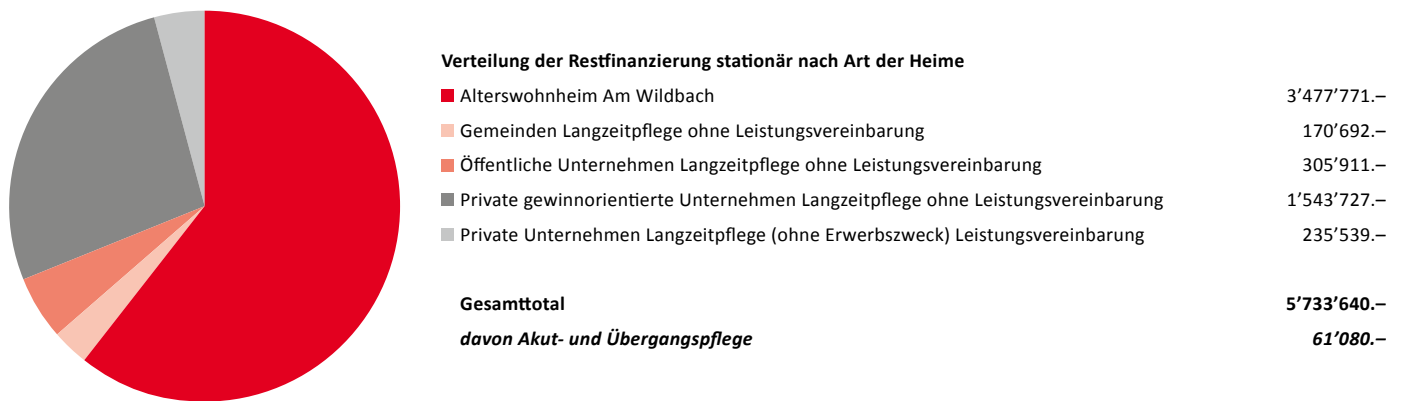 Verteilung der Restfinanzierung stationär nach Art der Heime
Alterswohnheim Am Wildbach 3’477’771.–
Gemeinden Langzeitpflege ohne Leistungsvereinbarung 170’692.–
Öffentliche Unternehmen Langzeitpflege ohne Leistungsvereinbarung 305’911.–
Private gewinnorientierte Unternehmen Langzeitpflege ohne Leistungsvereinbarung 1’543’727.–
Private Unternehmen Langzeitpflege (ohne Erwerbszweck) Leistungsvereinbarung 235’539.–
Gesamttotal 5’733’640.–
davon Akut- und Übergangspflege 61’080.–